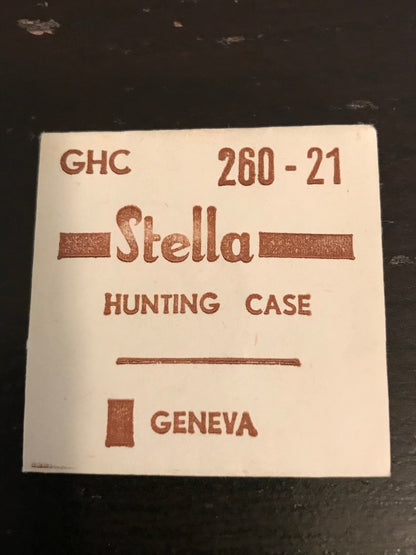 GHC 260-21
Stella
HUNTING CASE
GENEVA